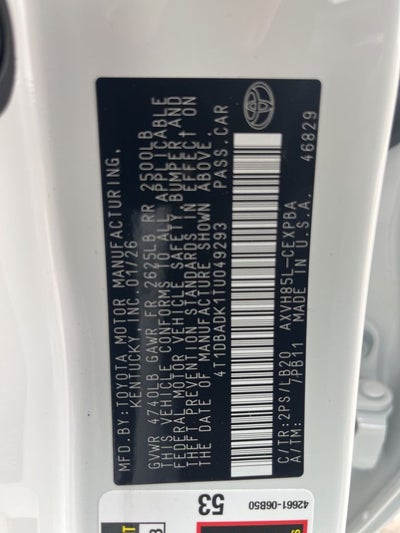 MFD.BY:TOYOTA MOTOR MANUFACTURING,
KENTUCKY, INC. 01/26
GVWR 4740LB GAWR FR 2625LB RR 2500LB
THIS VEHICLE CONFORMS TO ALL APPLICABLE
FEDERAL MOTOR VEHICLE SAFETY, BUMPER, AND
THEFT PREVENTION STANDARDS IN EFFECT ON
THE DATE OF MANUFACTURE SHOWN ABOVE.
4T1DBADK1TU049293 PASS. CAR
C/TR:2PS/LB20 AXVH85L-CEXPBA
A/TM: 7PB11 MADE IN U.S.A. 46829
42661-06B50
53